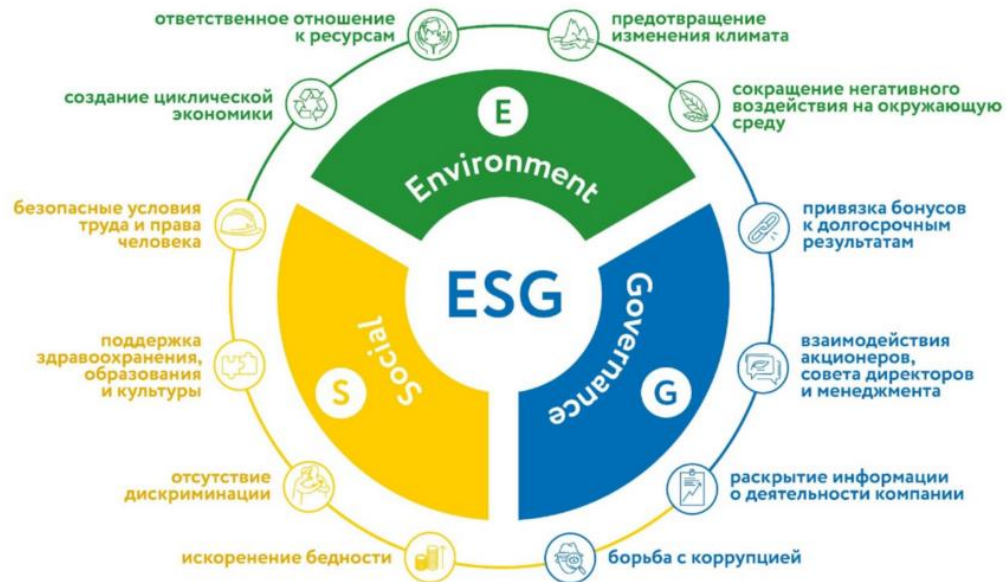 ответственное отношение
к ресурсам
предотвращение
изменения климата
создание циклической
экономики
сокращение негативного
воздействия на окружающую
среду
E
Environment
безопасные условия
труда и права
человека
привязка бонусов
к долгосрочным
результатам
ESG
поддержка
здравоохранения,
образования
и культуры
Social
S
Governance
G
взаимодействия
акционеров,
совета директоров
и менеджмента
отсутствие
дискриминации
раскрытие информации
о деятельности компании
искоренение бедности
борьба с коррупцией